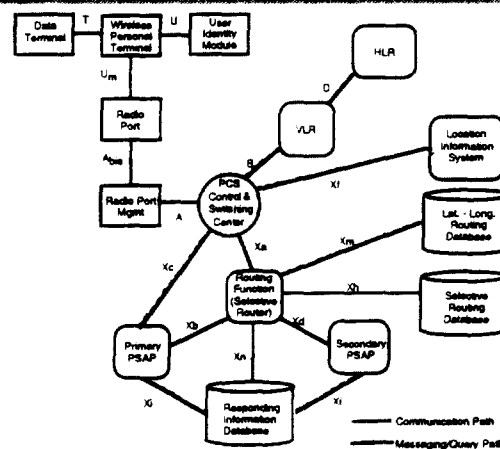 Data
Terminal
T
Wireless
Personal
Terminal
U
User
Identity
Module
Um
Radio
Port
Abis
Radio Port
Mgmt
A
HLR
D
VLR
B
PCS
Control &
Switching
Center
Xf
Location
Information
System
Xa
Xm
Lat. - Long.
Routing
Database
Xc
Routing
Function
(Selective
Router)
Xh
Selective
Routing
Database
Xb
Xd
Primary
PSAP
Xn
Secondary
PSAP
Responding
Information
Database
Communication Path
Messaging/Query Path